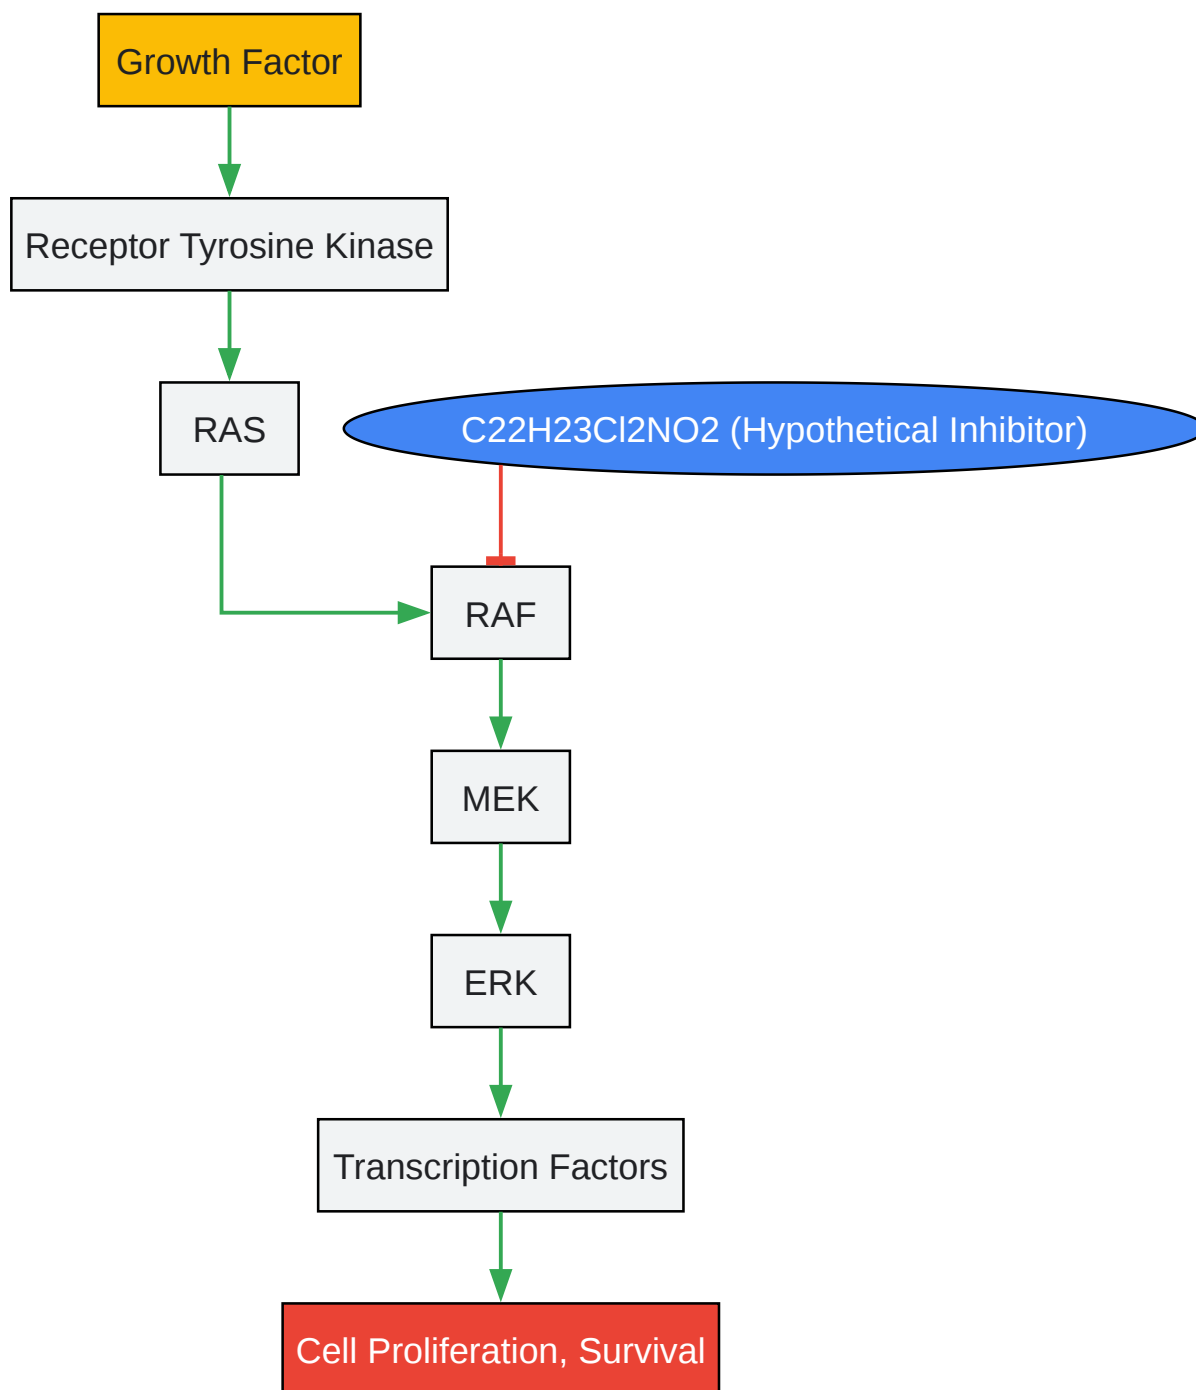 Growth Factor
Receptor Tyrosine Kinase
RAS
C22H23Cl2NO2 (Hypothetical Inhibitor)
RAF
MEK
ERK
Transcription Factors
Cell Proliferation, Survival